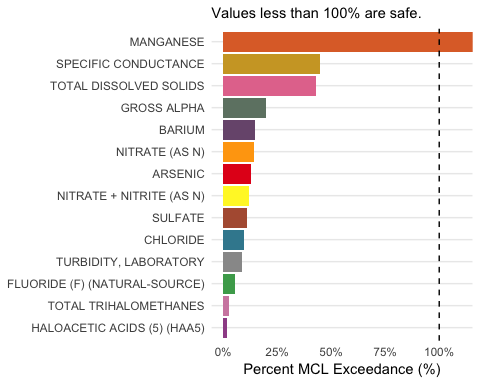 Values less than 100% are safe.
MANGANESE
SPECIFIC CONDUCTANCE
TOTAL DISSOLVED SOLIDS
GROSS ALPHA
BARIUM
NITRATE (AS N)
ARSENIC
NITRATE + NITRITE (AS N)
SULFATE
CHLORIDE
TURBIDITY, LABORATORY
FLUORIDE (F) (NATURAL-SOURCE)
TOTAL TRIHALOMETHANES
HALOACETIC ACIDS (5) (HAA5)
0% 25% 50% 75% 100%
Percent MCL Exceedance (%)